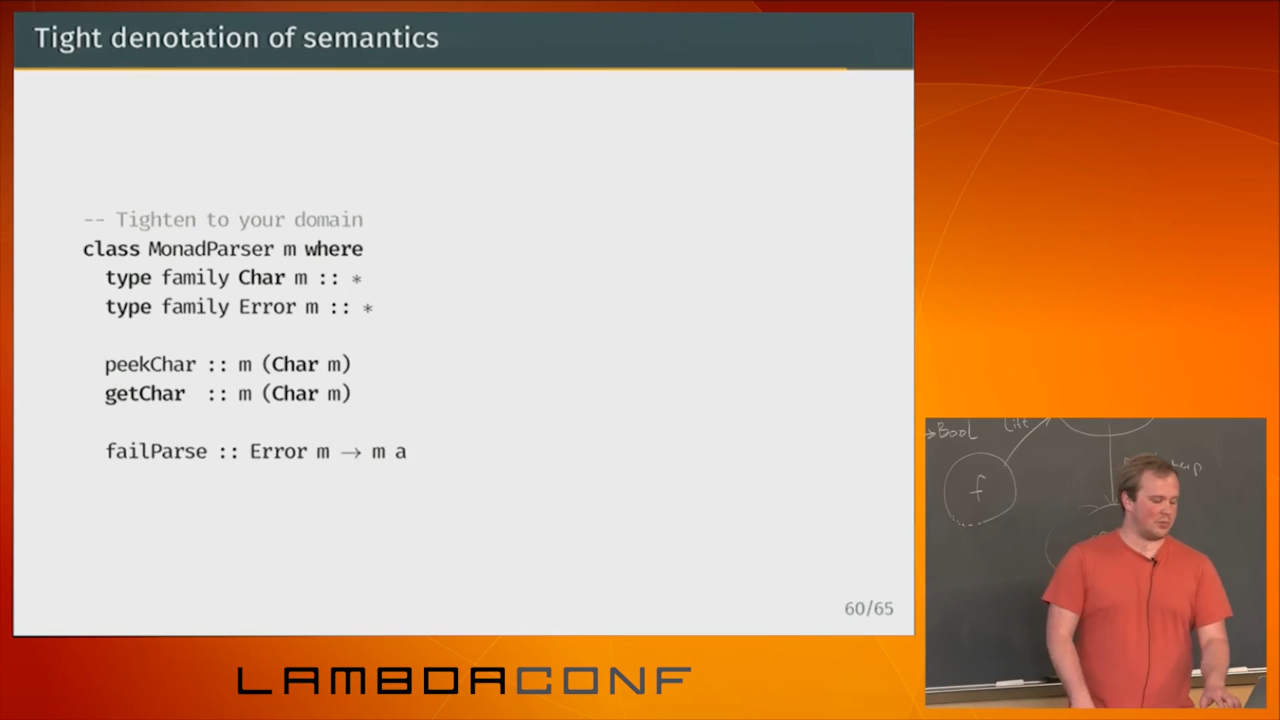 Tight denotation of semantics
-- Tighten to your domain
class MonadParser m where
type family Char m :: *
type family Error m :: *
peekChar :: m (Char m)
getChar :: m (Char m)
failParse :: Error m → m a
60/65
LAMBDACONF
→Bool
Lift
f